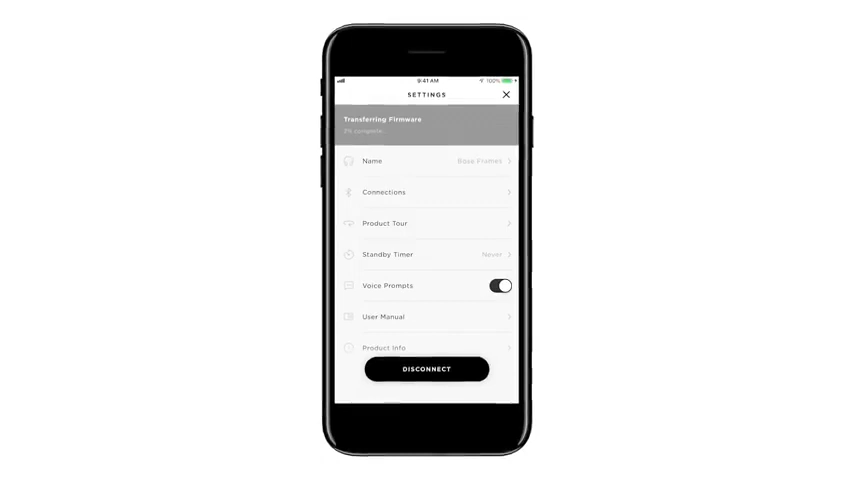 9:41 AM
100%
SETTINGS
Transferring Firmware
complete
Name
Bose Frames
Connections
Product Tour
Standby Timer
Never
Voice Prompts
User Manual
Product Info
DISCONNECT